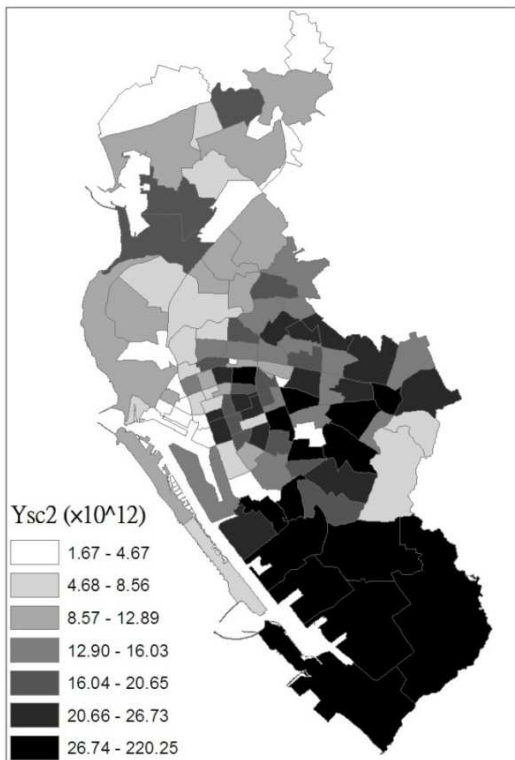 Ysc2 (×10^12)
1.67 - 4.67
4.68 - 8.56
8.57 - 12.89
12.90 - 16.03
16.04 - 20.65
20.66 - 26.73
26.74 - 220.25